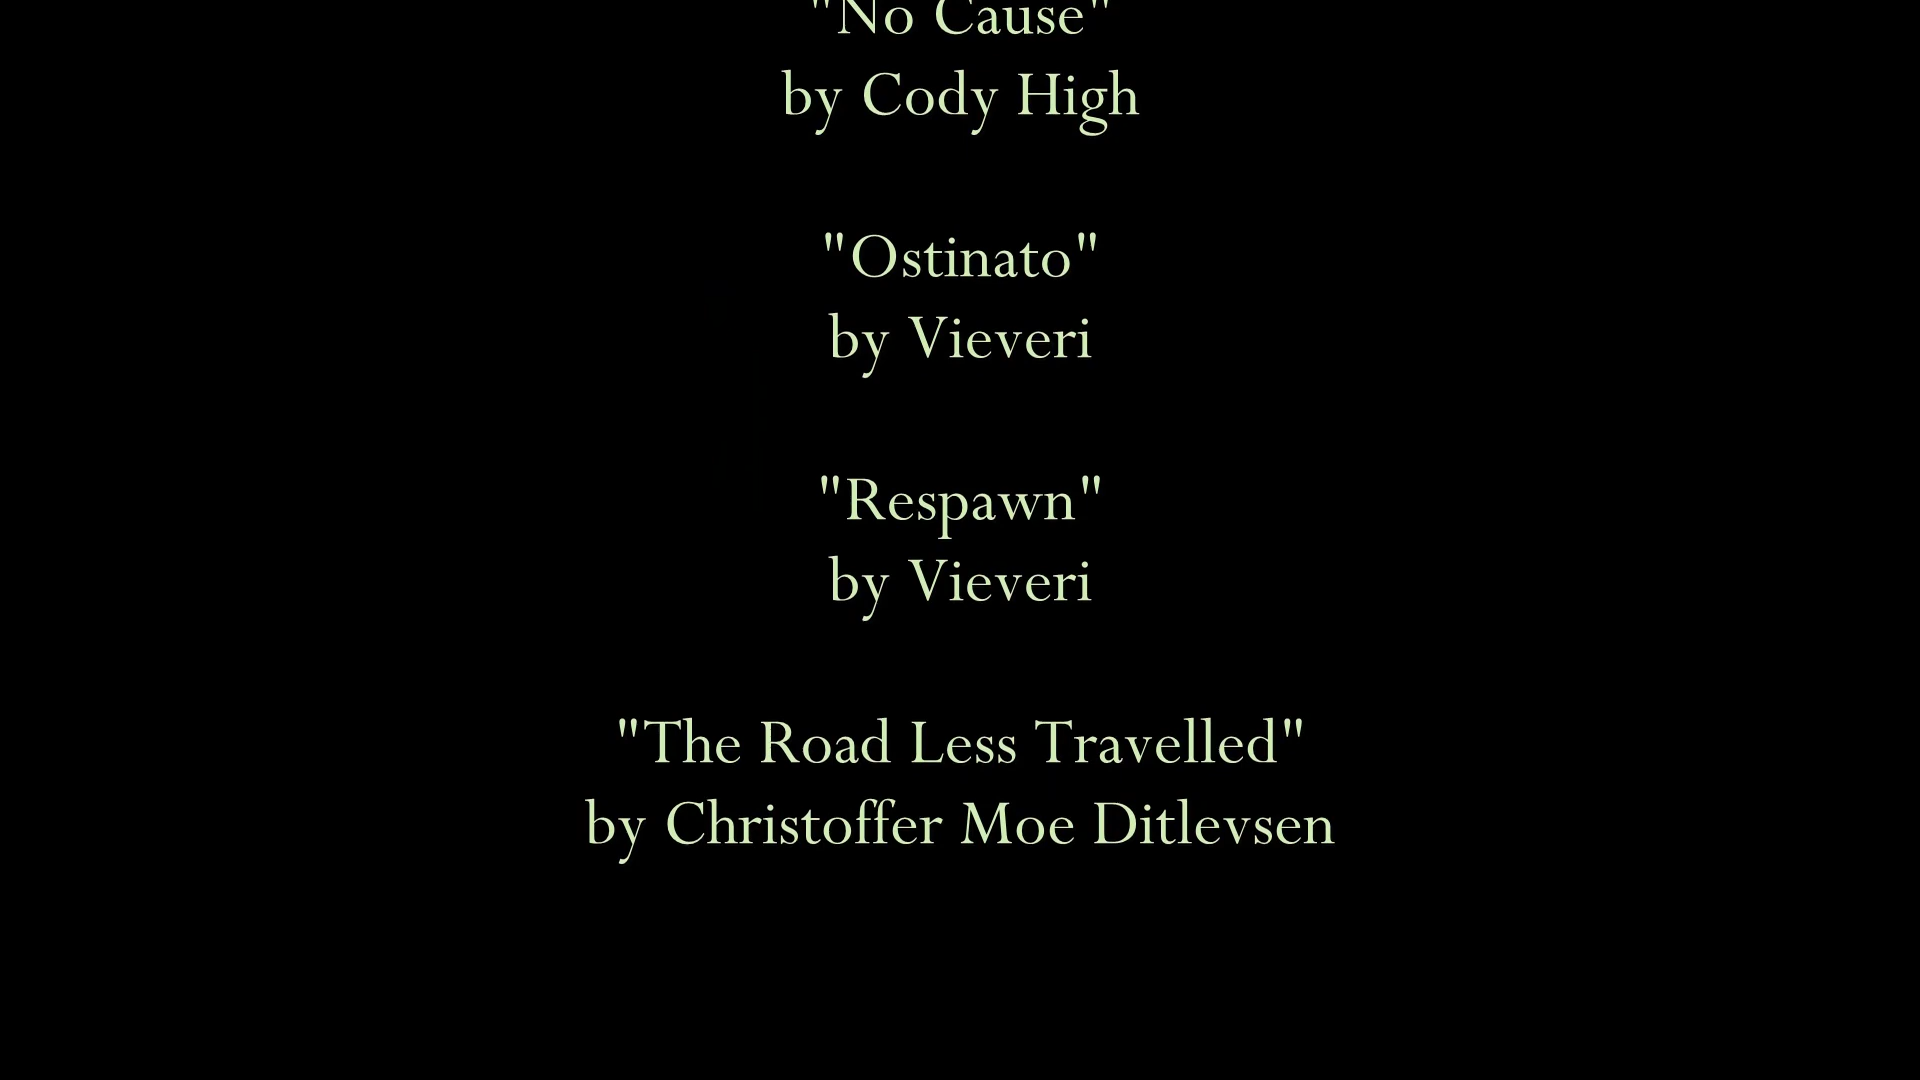 "No Cause"
by Cody High
"Ostinato"
by Vieveri
"Respawn"
by Vieveri
"The Road Less Travelled"
by Christoffer Moe Ditlevsen